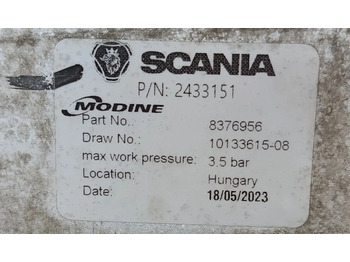 SCANIA
P/N: 2433151
MODINE
Part No.: 8376956
Draw No.: 10133615-08
max work pressure: 3,5 bar
Location: Hungary
Date: 18/05/2023